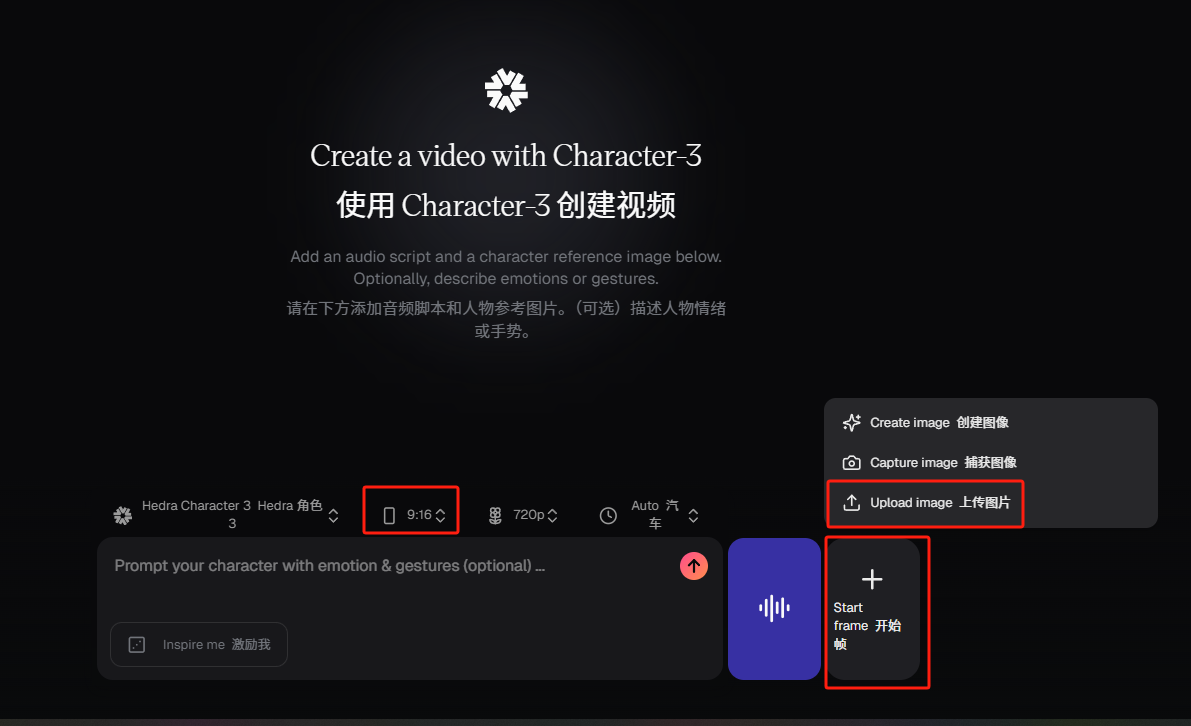 Create a video with Character-3
使用 Character-3 创建视频
Add an audio script and a character reference image below.
Optionally, describe emotions or gestures.
请在下方添加音频脚本和人物参考图片。（可选）描述人物情绪
或手势。
Create image 创建图像
Capture image 捕获图像
Upload image 上传图片
Hedra Character 3 Hedra 角色
3
9:16
720p
Auto 汽
车
Prompt your character with emotion & gestures (optional) ...
Inspire me 激励我
Start
frame 开始
帧